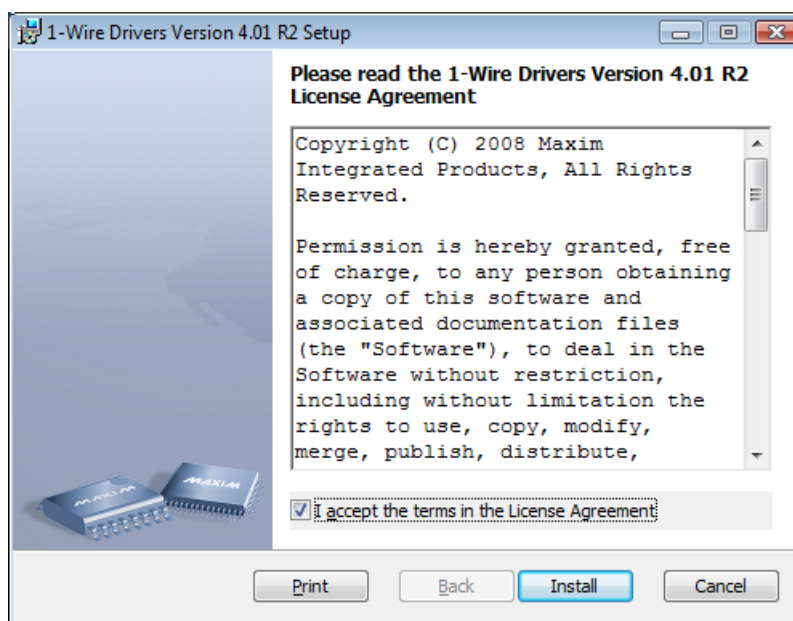 1-Wire Drivers Version 4.01 R2 Setup
Please read the 1-Wire Drivers Version 4.01 R2
License Agreement
Copyright (C) 2008 Maxim
Integrated Products, All Rights
Reserved.
Permission is hereby granted, free
of charge, to any person obtaining
a copy of this software and
associated documentation files
(the "Software"), to deal in the
Software without restriction,
including without limitation the
rights to use, copy, modify,
merge, publish, distribute,
MAXIM
MAXIM
I accept the terms in the License Agreement
Print
Back
Install
Cancel